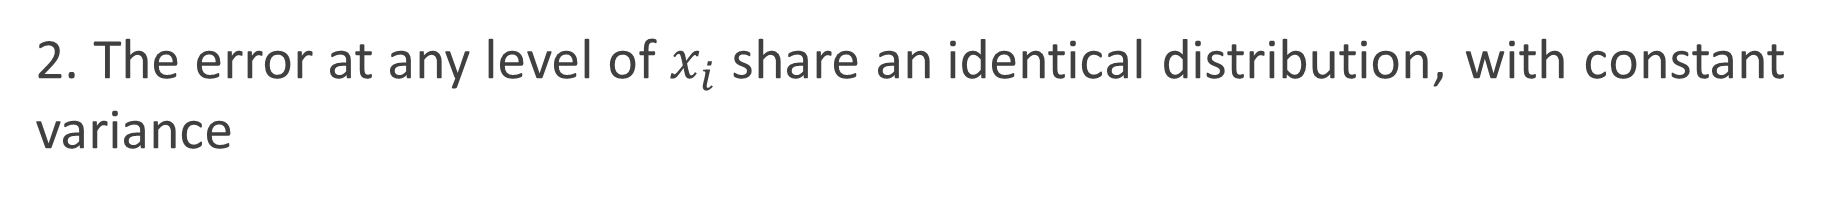 2. The error at any level of 𝑥ᵢ share an identical distribution, with constant
variance